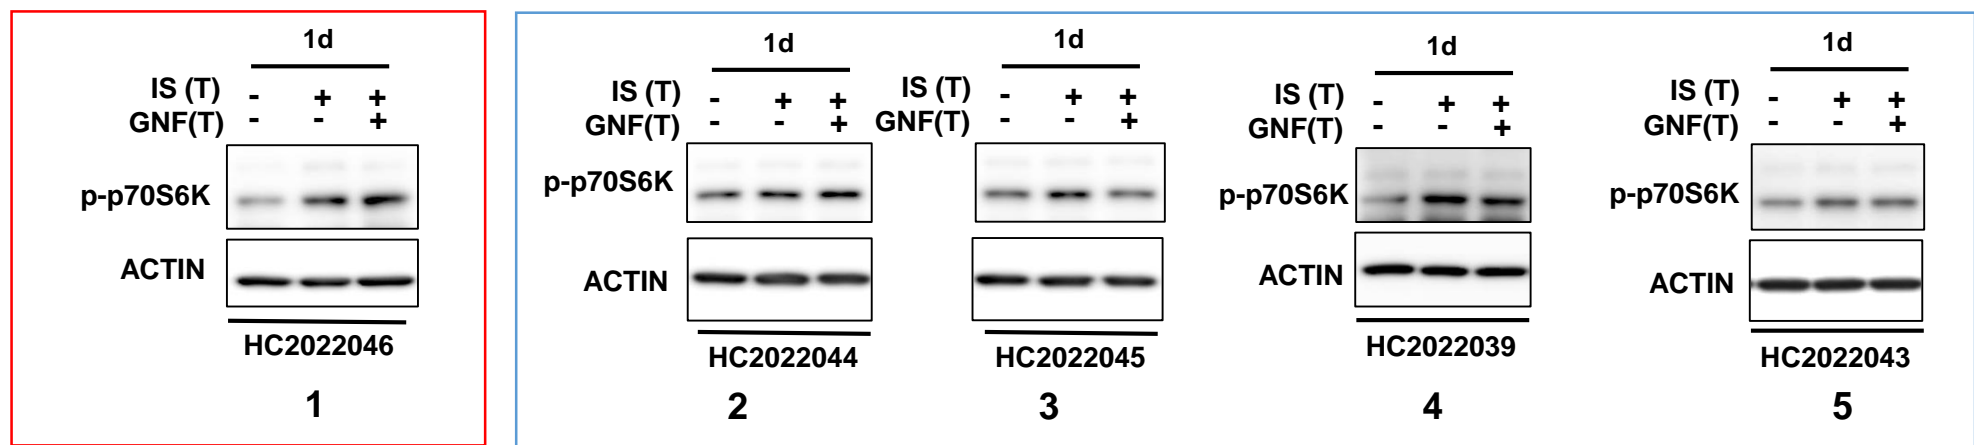 1d
IS (T) - + +
GNF(T) - - +
p-p70S6K
ACTIN
HC2022046
1
1d
IS (T) - + +
GNF(T) - - +
p-p70S6K
ACTIN
HC2022044
2
1d
IS (T) - + +
GNF(T) - - +
HC2022045
3
1d
IS (T) - + +
GNF(T) - - +
p-p70S6K
ACTIN
HC2022039
4
1d
IS (T) - + +
GNF(T) - - +
p-p70S6K
ACTIN
HC2022043
5